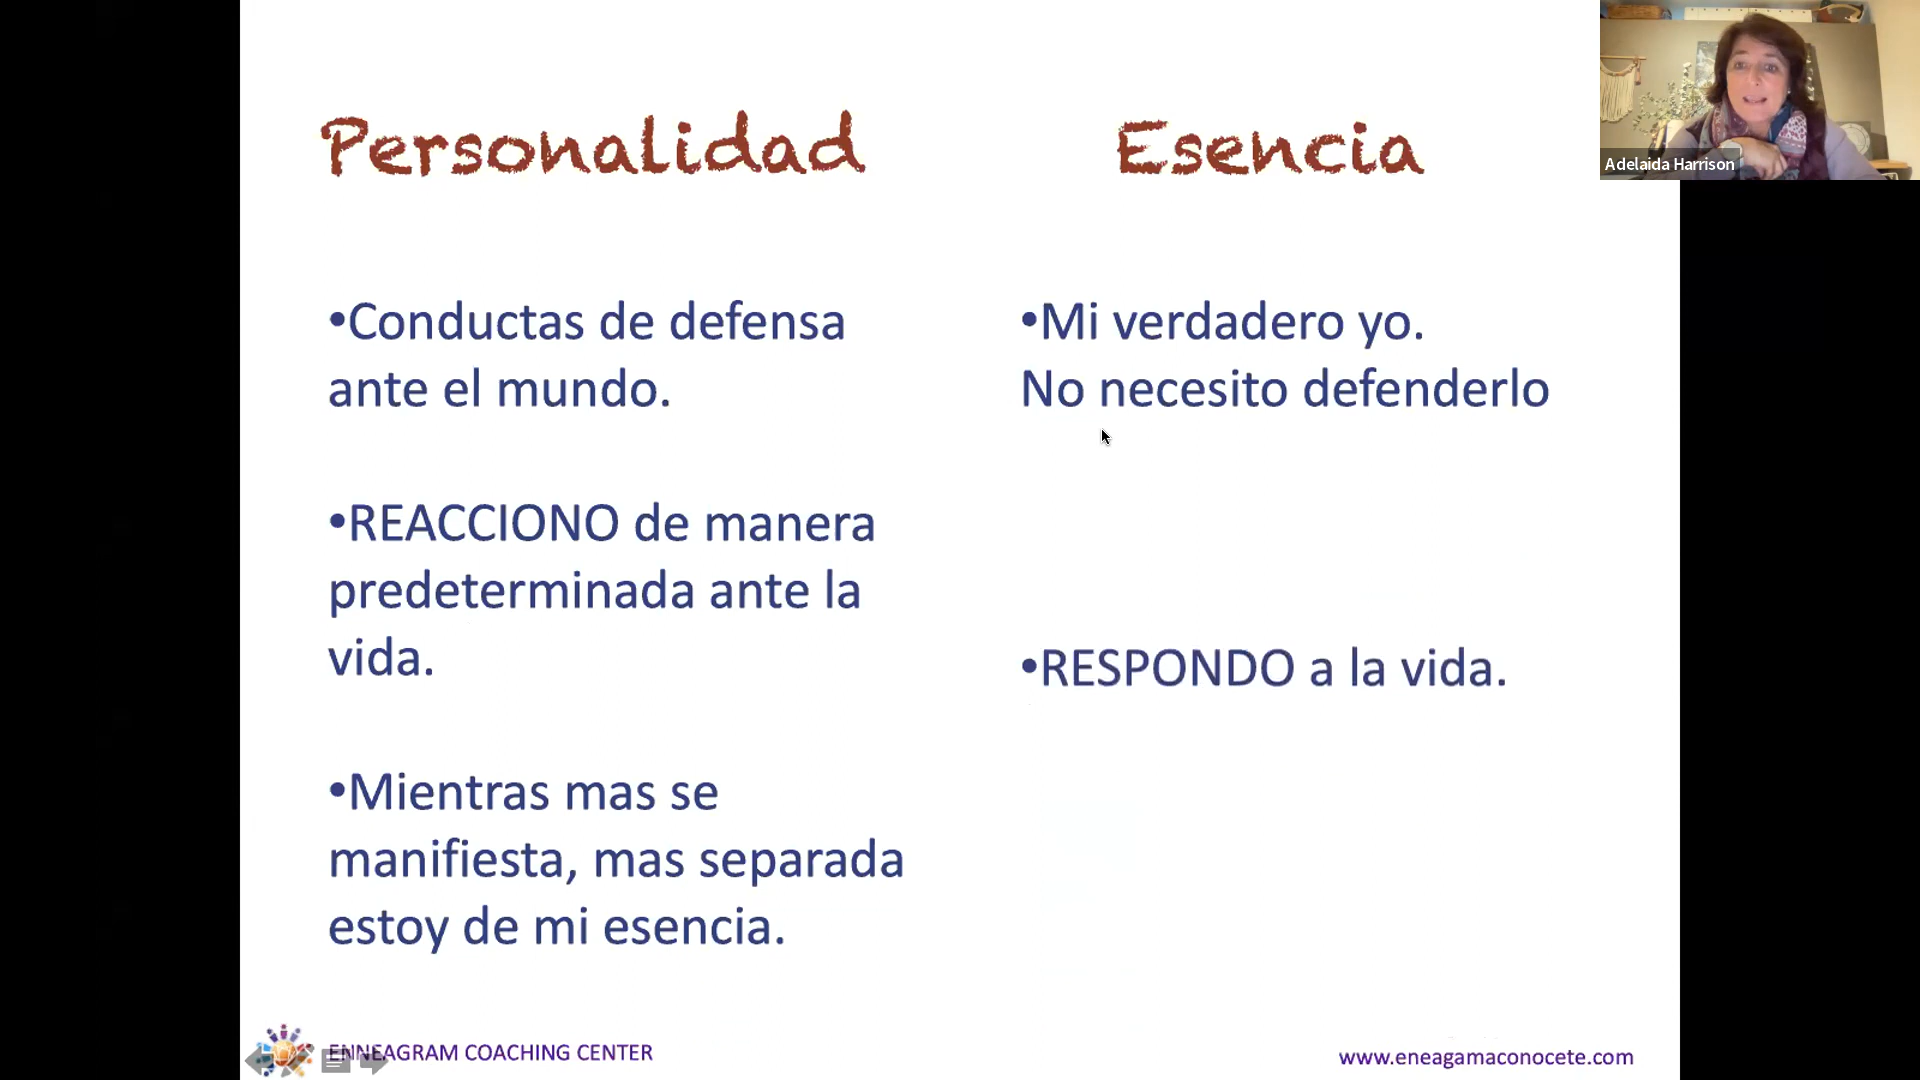 Personalidad
Esencia
Adelaida Harrison
•Conductas de defensa
ante el mundo.
•REACCIONO de manera
predeterminada ante la
vida.
•Mientras mas se
manifiesta, mas separada
estoy de mi esencia.
•Mi verdadero yo.
No necesito defenderlo
•RESPONDO a la vida.
ENNEAGRAM COACHING CENTER
www.eneagamaconocete.com